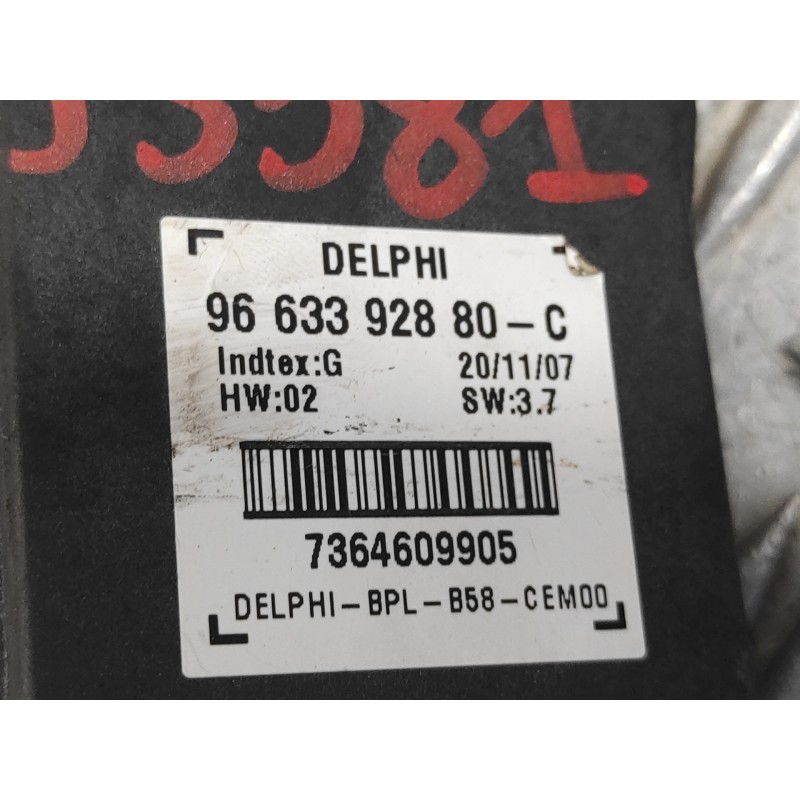 DELPHI
96 633 928 80-C
Indtex:G 20/11/07
HW:02 SW:3.7
7364609905
DELPHI-BPL-B58-CEM00